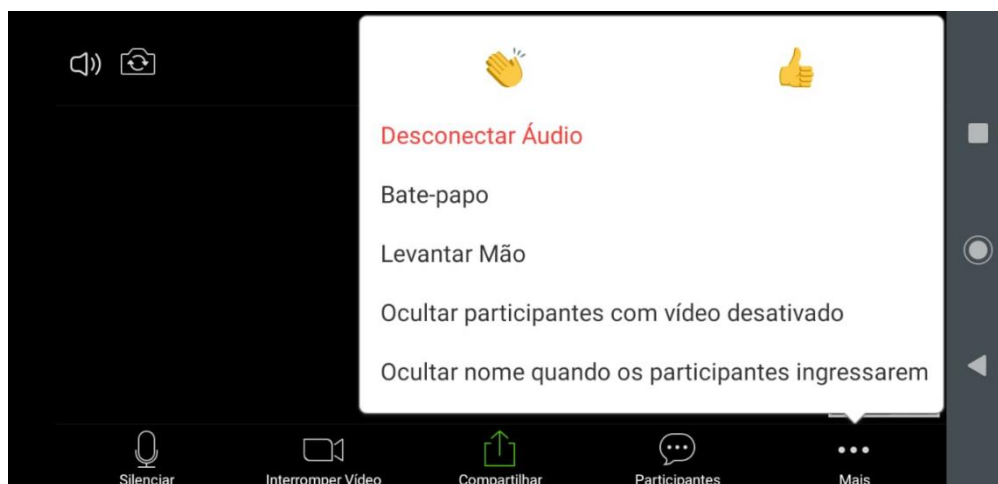 Desconectar Áudio
Bate-papo
Levantar Mão
Ocultar participantes com vídeo desativado
Ocultar nome quando os participantes ingressarem
Silenciar
Interromper Vídeo
Compartilhar
Participantes
Mais